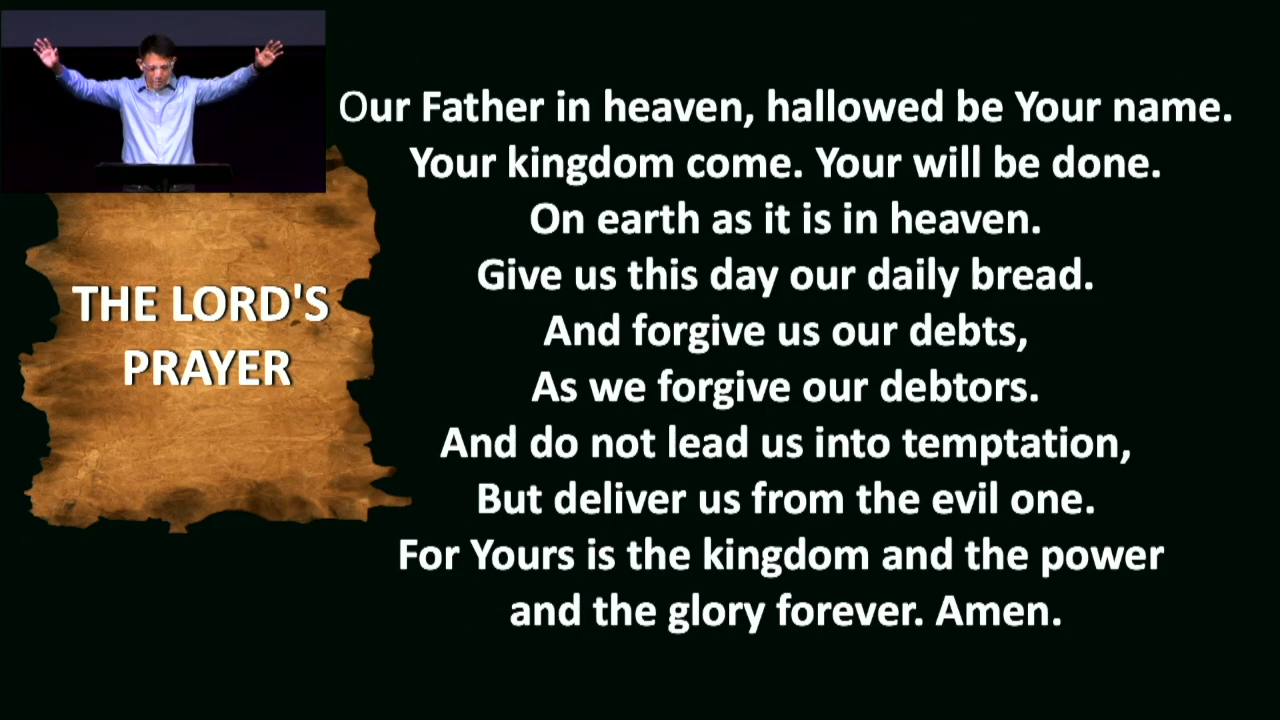 THE LORD'S
PRAYER
Our Father in heaven, hallowed be Your name.
Your kingdom come. Your will be done.
On earth as it is in heaven.
Give us this day our daily bread.
And forgive us our debts,
As we forgive our debtors.
And do not lead us into temptation,
But deliver us from the evil one.
For Yours is the kingdom and the power
and the glory forever. Amen.